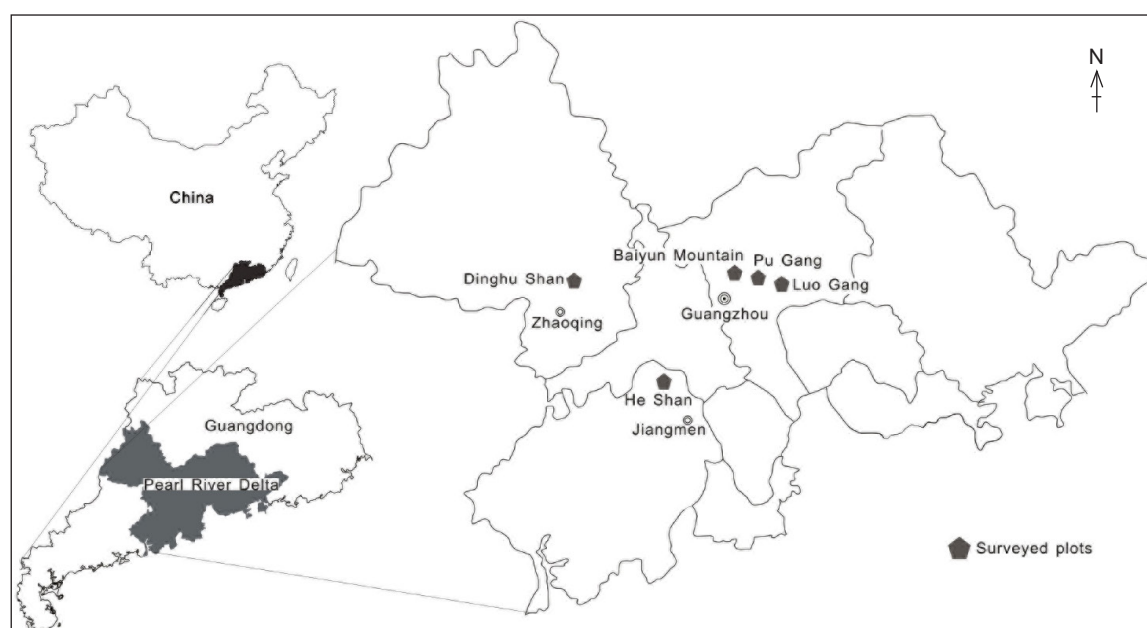 N
China
Baiyun Mountain
Pu Gang
Dinghu Shan
Luo Gang
Zhaoqing
Guangzhou
He Shan
Guangdong
Jiangmen
Pearl River Delta
Surveyed plots